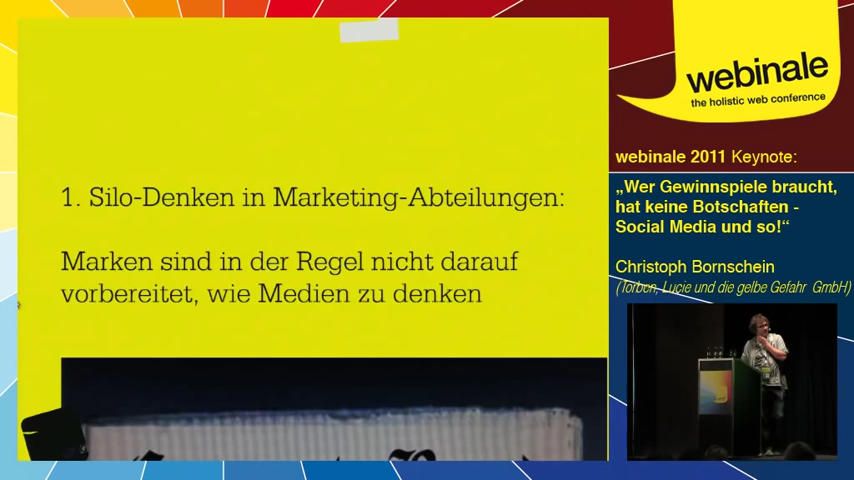 1. Silo-Denken in Marketing-Abteilungen:
Marken sind in der Regel nicht darauf
vorbereitet, wie Medien zu denken
webinale
the holistic web conference
webinale 2011 Keynote:
„Wer Gewinnspiele braucht,
hat keine Botschaften -
Social Media und so!“
Christoph Bornschein
(Torben, Lucie und die gelbe Gefahr GmbH)